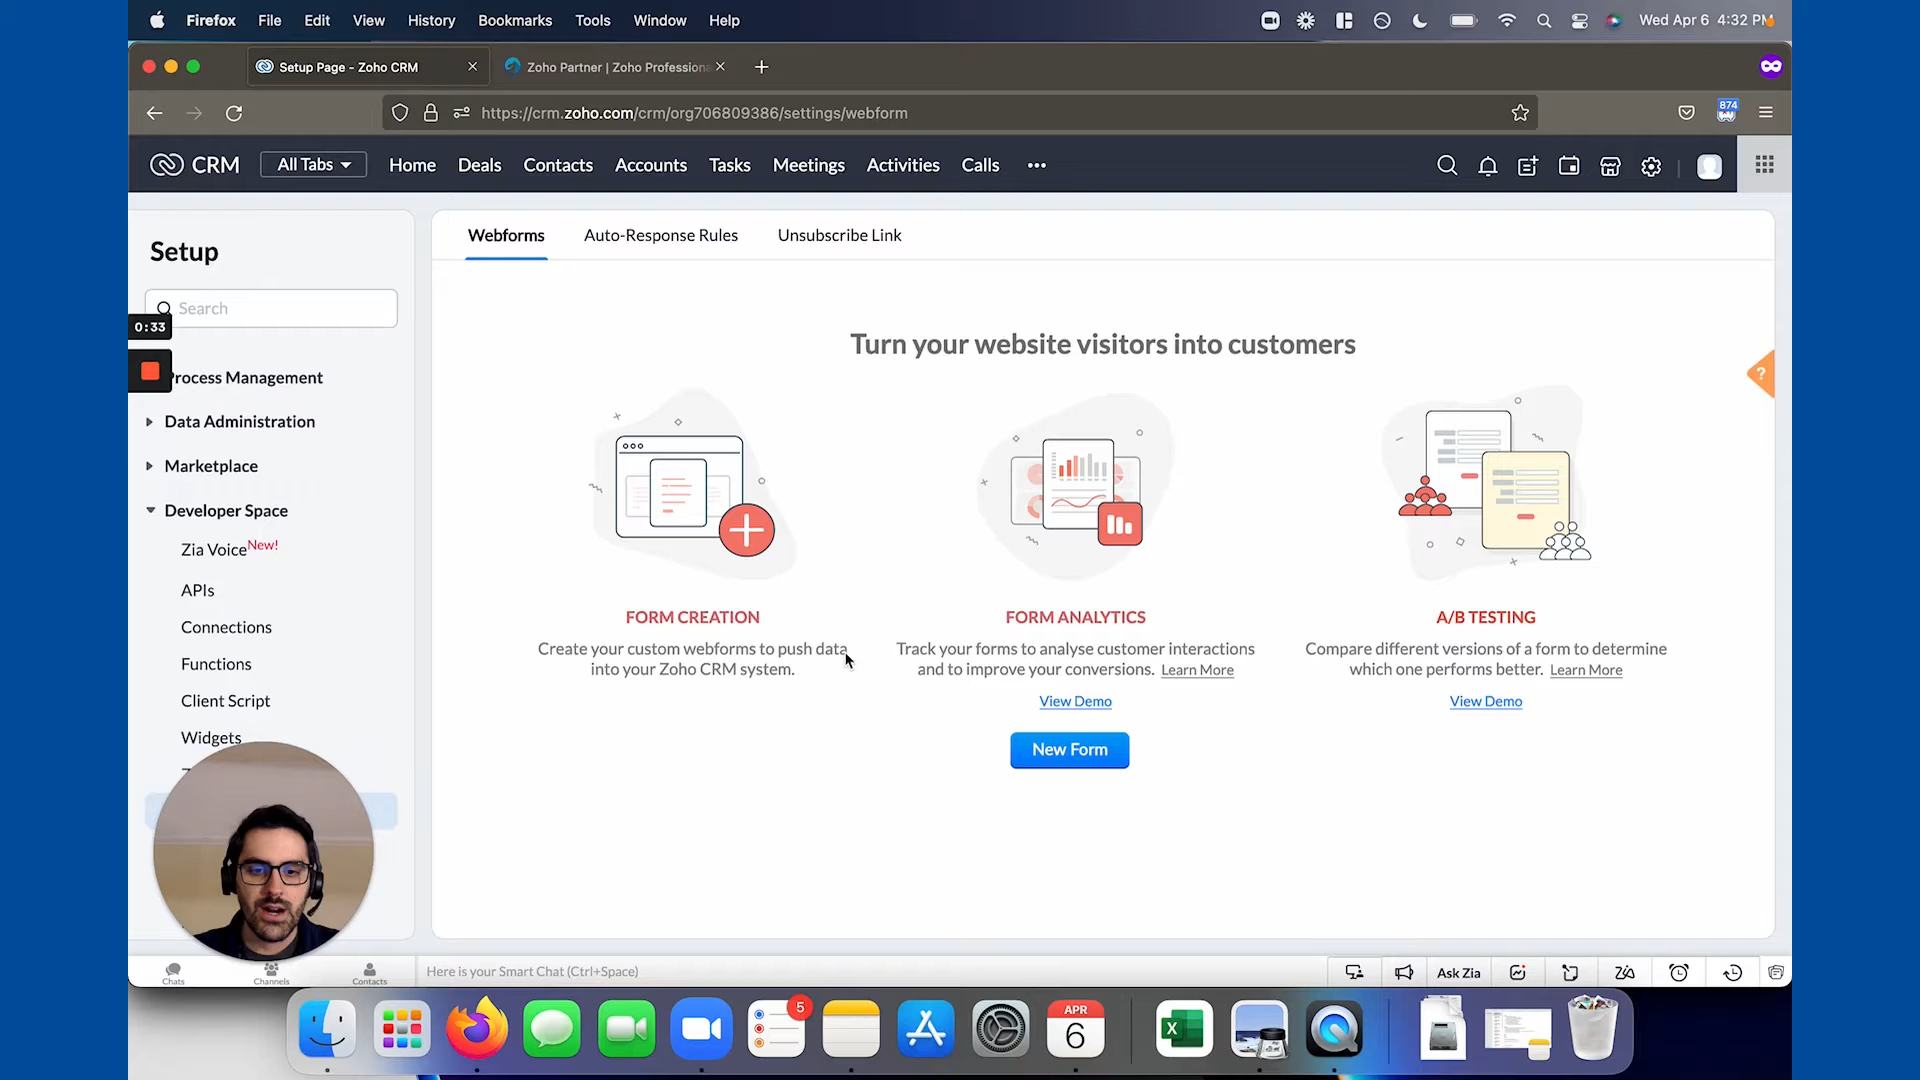 Firefox File Edit View History Bookmarks Tools Window Help Wed Apr 6 4:32 PM
Setup Page - Zoho CRM
Zoho Partner | Zoho Professiona
https://crm.zoho.com/crm/org706809386/settings/webform
874
CRM All Tabs Home Deals Contacts Accounts Tasks Meetings Activities Calls
Setup
Search
0:33
rocess Management
Data Administration
Marketplace
Developer Space
Zia Voice New!
APIs
Connections
Functions
Client Script
Widgets
Webforms Auto-Response Rules Unsubscribe Link
Turn your website visitors into customers
?
FORM CREATION
Create your custom webforms to push data
into your Zoho CRM system.
FORM ANALYTICS
Track your forms to analyse customer interactions
and to improve your conversions. Learn More
View Demo
A/B TESTING
Compare different versions of a form to determine
which one performs better. Learn More
View Demo
New Form
Chats Channels Contacts
Here is your Smart Chat (Ctrl+Space)
Ask Zia
5
APR
6